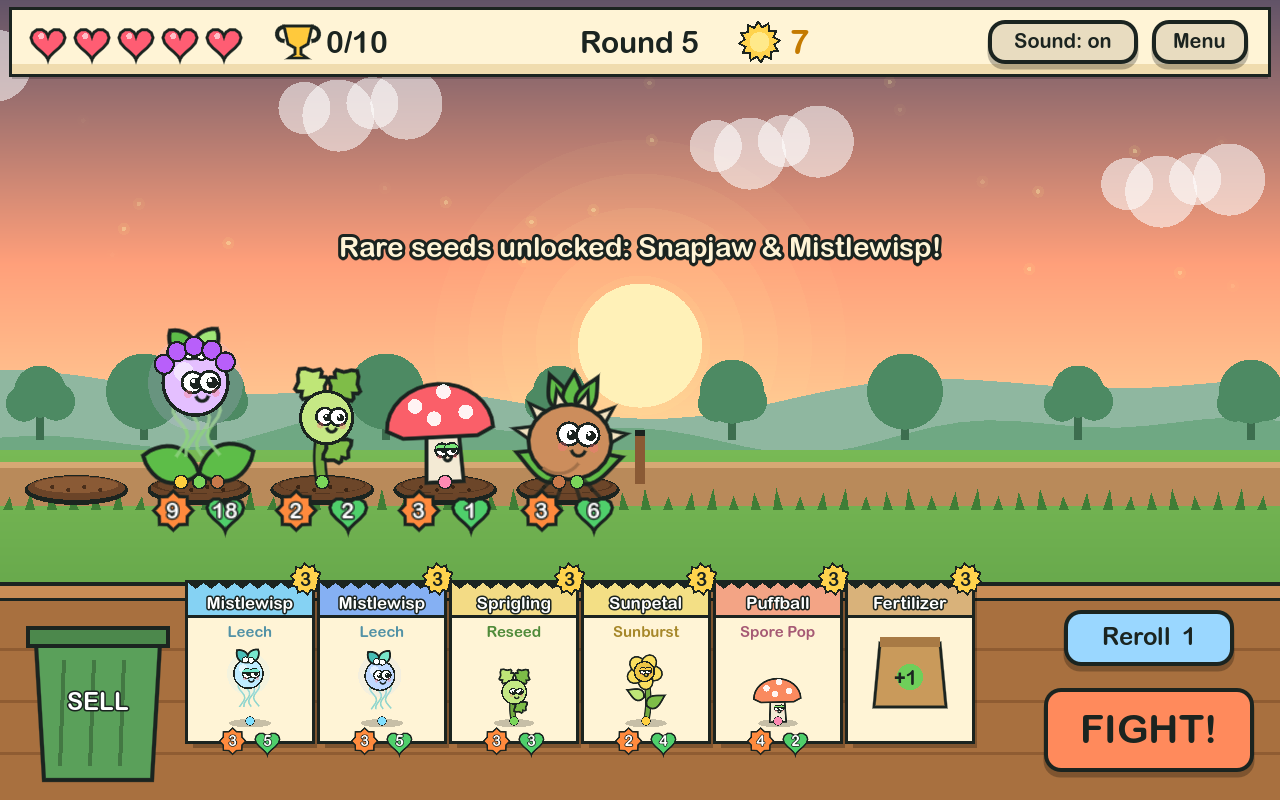 0/10
Round 5
7
Sound: on
Menu
Rare seeds unlocked: Snapjaw & Mistlewisp!
9 18
2 2
3 1
3 6
3 3 3 3 3 3
Mistlewisp
Leech
3 5
Mistlewisp
Leech
3 5
Sprigling
Reseed
3 3
Sunpetal
Sunburst
2 4
Puffball
Spore Pop
4 2
Fertilizer
+1
SELL
Reroll 1
FIGHT!